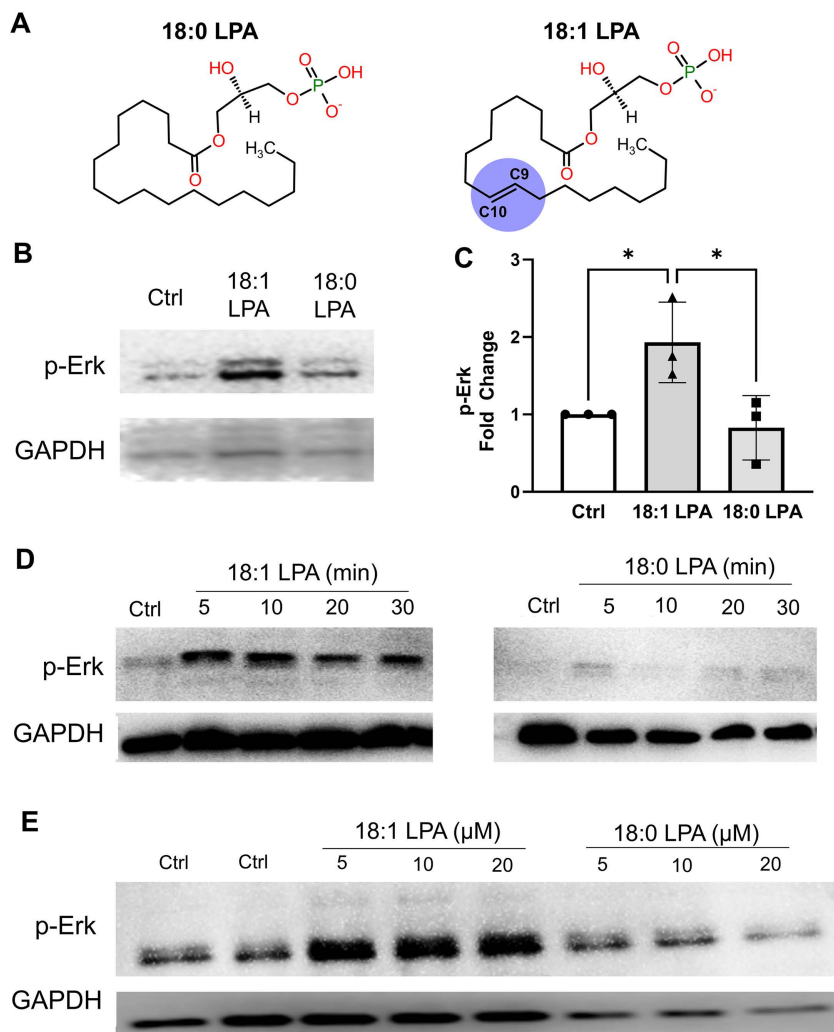 A
18:0 LPA
18:1 LPA
HO
O
P
OH
O
O-
H
O
O
H3C
HO
O
P
OH
O
O-
H
O
O
H3C
C9
C10
B
Ctrl
18:1
LPA
18:0
LPA
p-Erk
GAPDH
C
p-Erk
Fold Change
3
2
1
0
*
*
Ctrl
18:1 LPA
18:0 LPA
D
18:1 LPA (min)
Ctrl 5 10 20 30
18:0 LPA (min)
Ctrl 5 10 20 30
p-Erk
GAPDH
E
18:1 LPA (µM)
18:0 LPA (µM)
Ctrl Ctrl 5 10 20 5 10 20
p-Erk
GAPDH